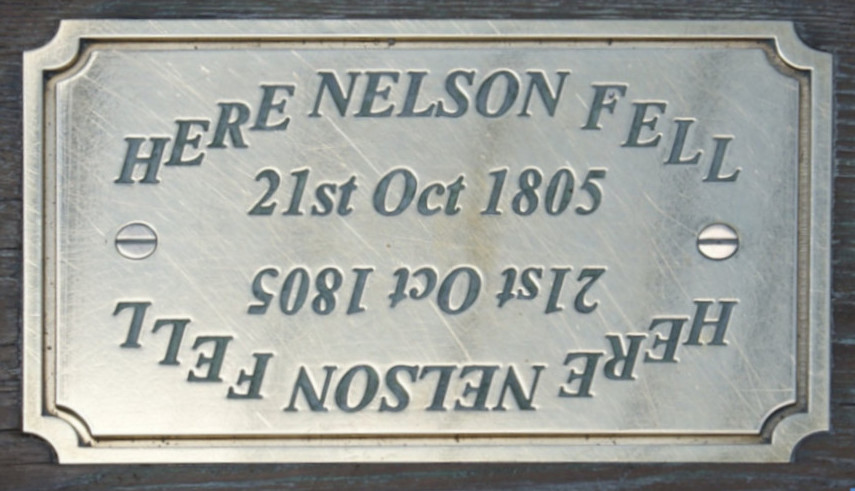 HERE NELSON FELL
21st Oct 1805
21st Oct 1805
HERE NELSON FELL